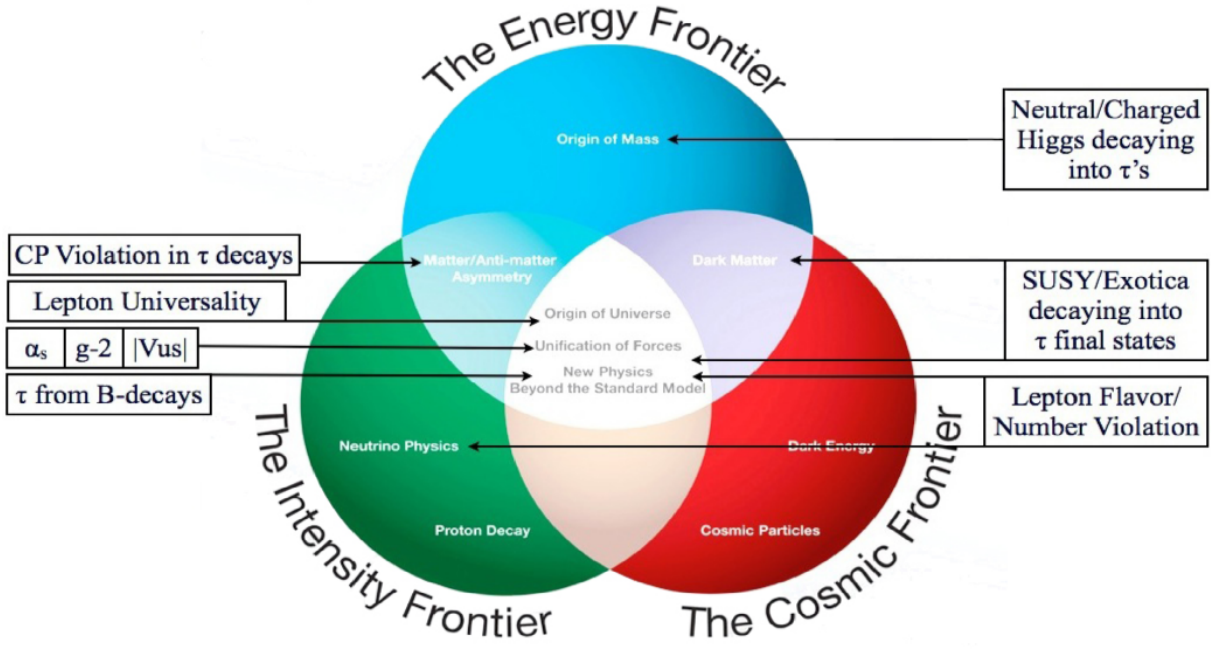 The Energy Frontier
Neutral/Charged
Higgs decaying
into τ's
Origin of Mass
CP Violation in τ decays
Matter/Anti-matter
Asymmetry
Dark Matter
SUSY/Exotica
decaying into
τ final states
Lepton Universality
Origin of Universe
αs g-2 |Vus|
Unification of Forces
τ from B-decays
New Physics
Beyond the Standard Model
Lepton Flavor/
Number Violation
Neutrino Physics
Dark Energy
Proton Decay
Cosmic Particles
The Intensity Frontier
The Cosmic Frontier